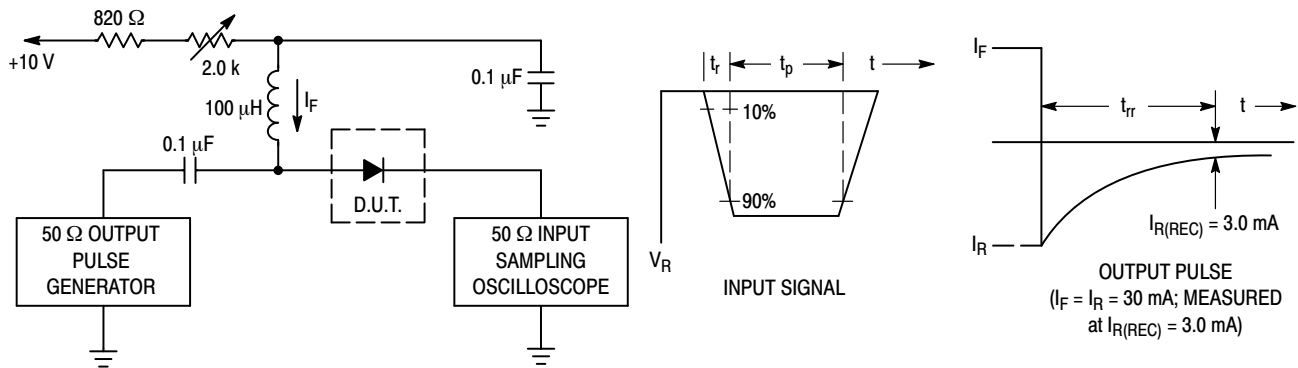 820 Ω
+10 V
2.0 k
100 μH
I_F
0.1 μF
0.1 μF
D.U.T.
50 Ω OUTPUT
PULSE
GENERATOR
50 Ω INPUT
SAMPLING
OSCILLOSCOPE
t_r
t_p
t
10%
90%
V_R
INPUT SIGNAL
I_F
t_rr
t
I_R
I_R(REC) = 3.0 mA
OUTPUT PULSE
(I_F = I_R = 30 mA; MEASURED
at I_R(REC) = 3.0 mA)